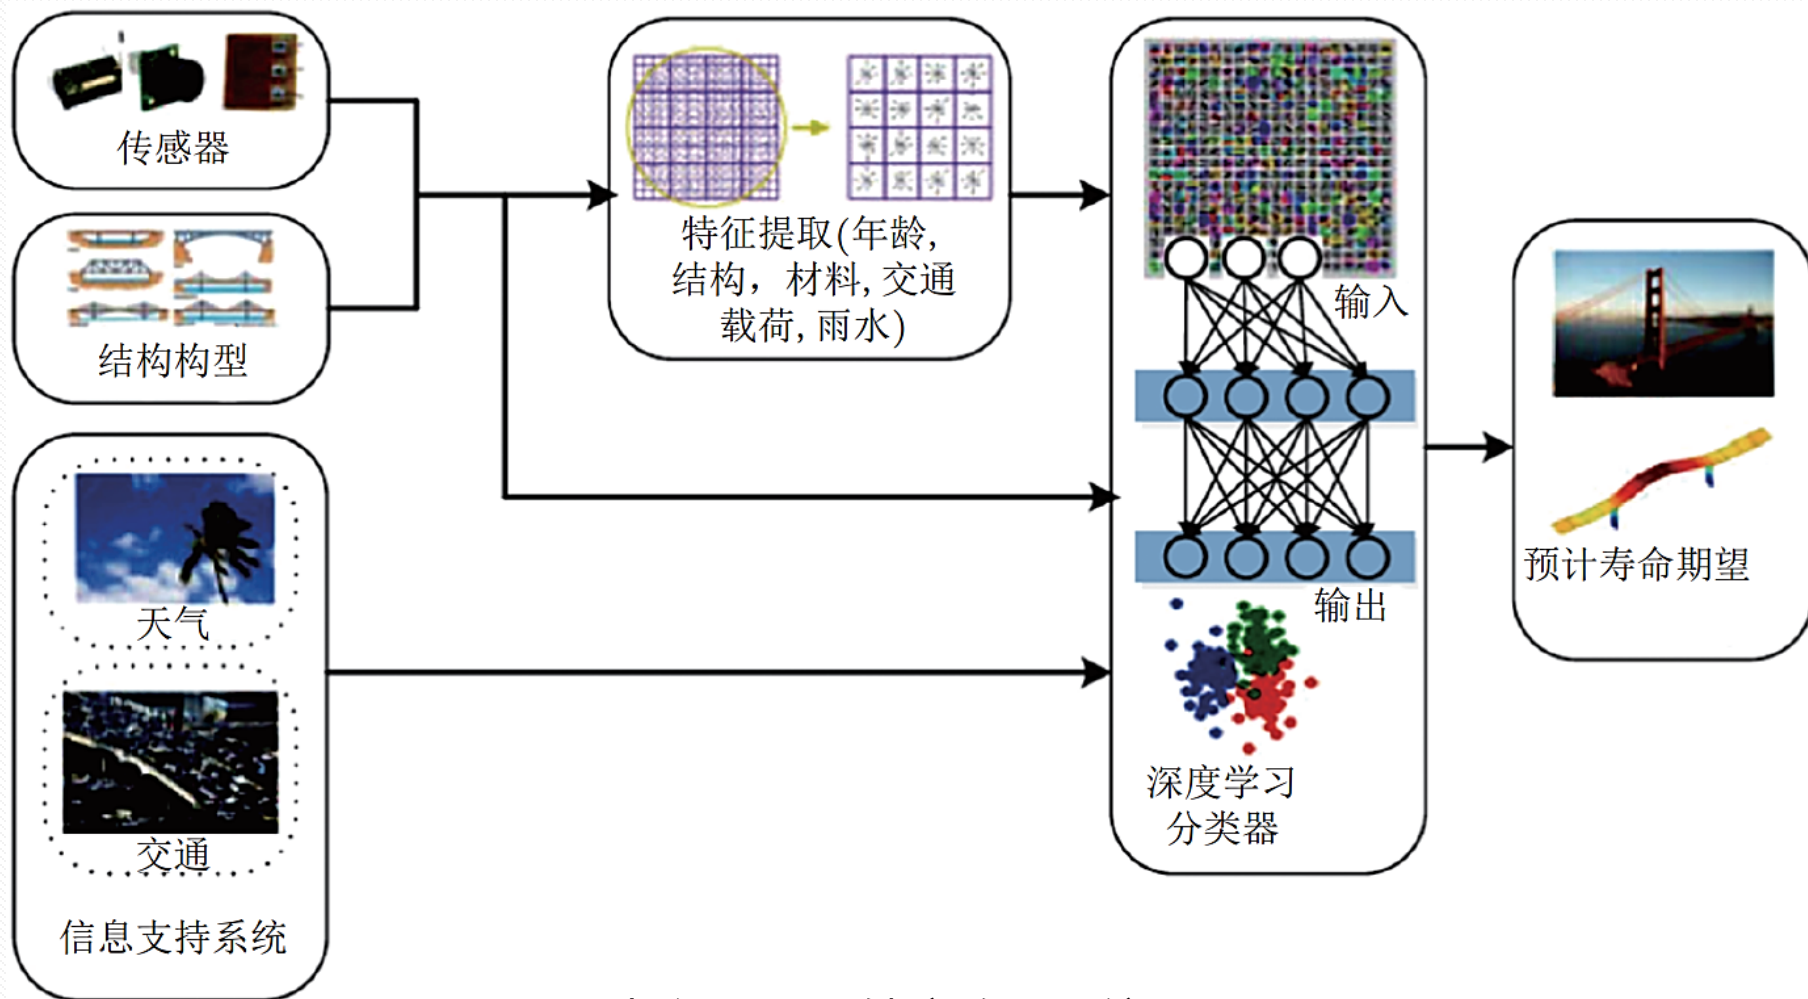 传感器
结构构型
天气
交通
信息支持系统
特征提取(年龄,
结构，材料,交通
载荷,雨水)
输入
输出
深度学习
分类器
预计寿命期望